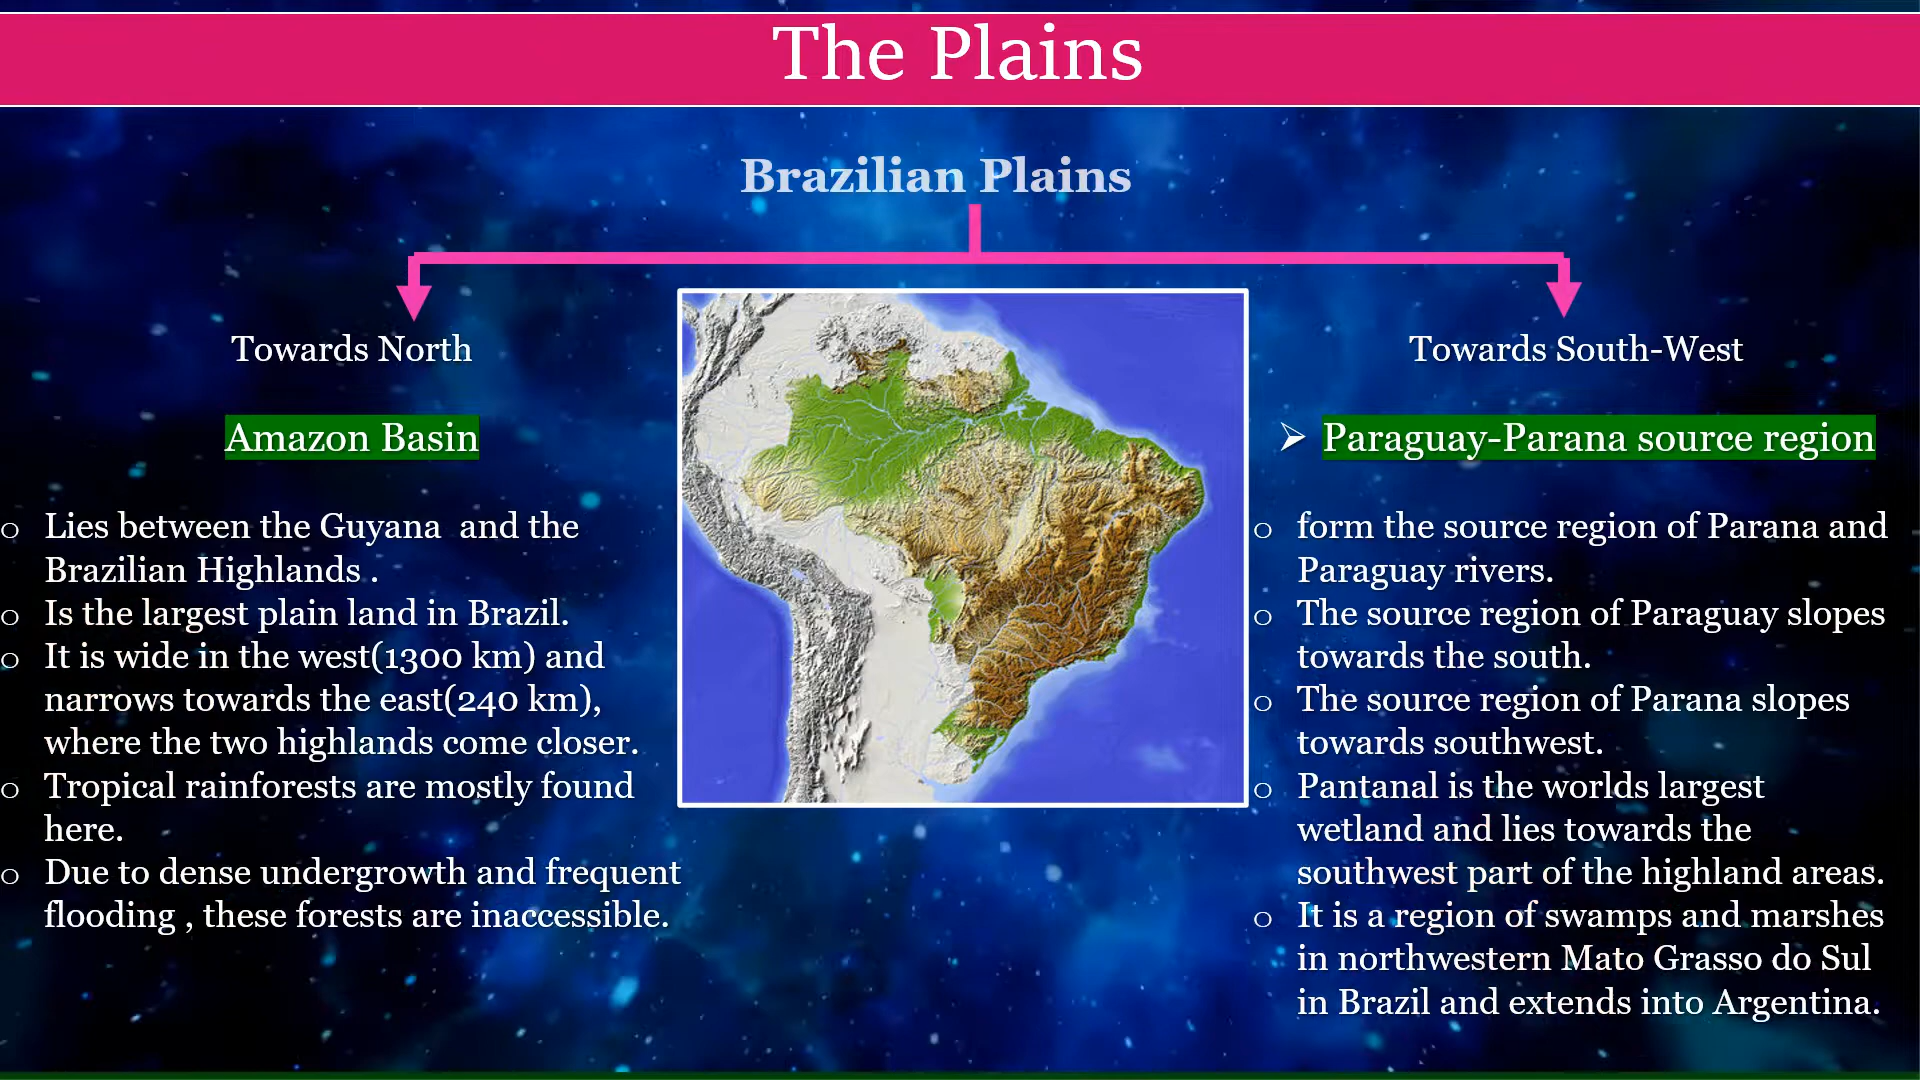 The Plains
Brazilian Plains
Towards North
Amazon Basin
o Lies between the Guyana  and the
Brazilian Highlands .
o Is the largest plain land in Brazil.
o It is wide in the west(1300 km) and
narrows towards the east(240 km),
where the two highlands come closer.
o Tropical rainforests are mostly found
here.
o Due to dense undergrowth and frequent
flooding , these forests are inaccessible.
Towards South-West
➢ Paraguay-Parana source region
o form the source region of Parana and
Paraguay rivers.
o The source region of Paraguay slopes
towards the south.
o The source region of Parana slopes
towards southwest.
o Pantanal is the worlds largest
wetland and lies towards the
southwest part of the highland areas.
o It is a region of swamps and marshes
in northwestern Mato Grasso do Sul
in Brazil and extends into Argentina.